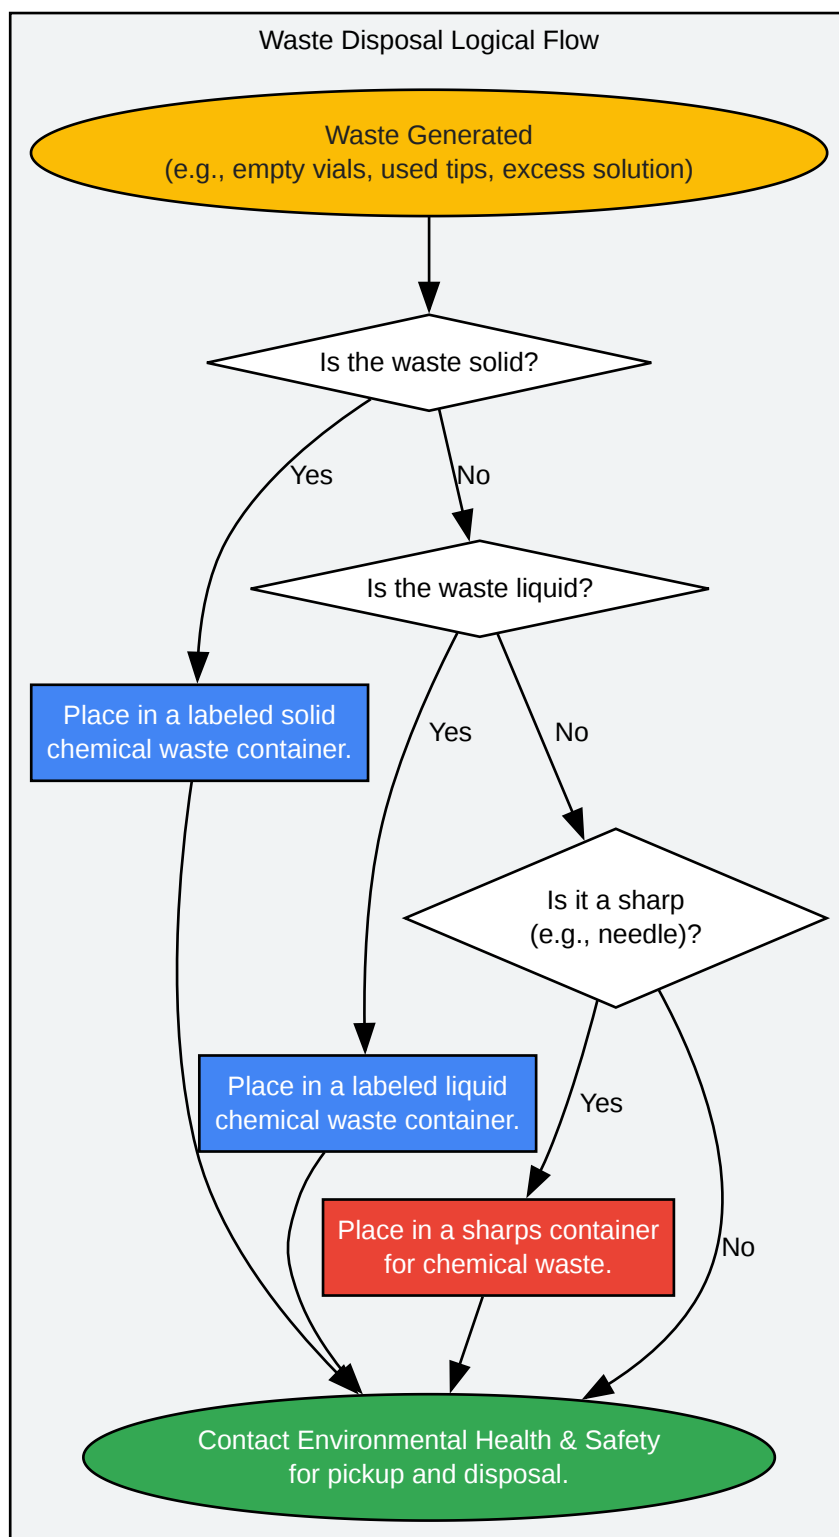 Waste Disposal Logical Flow
Waste Generated
(e.g., empty vials, used tips, excess solution)
Is the waste solid?
Yes
No
Is the waste liquid?
Place in a labeled solid
chemical waste container.
Yes
No
Is it a sharp
(e.g., needle)?
Place in a labeled liquid
chemical waste container.
Yes
Place in a sharps container
for chemical waste.
No
Contact Environmental Health & Safety
for pickup and disposal.